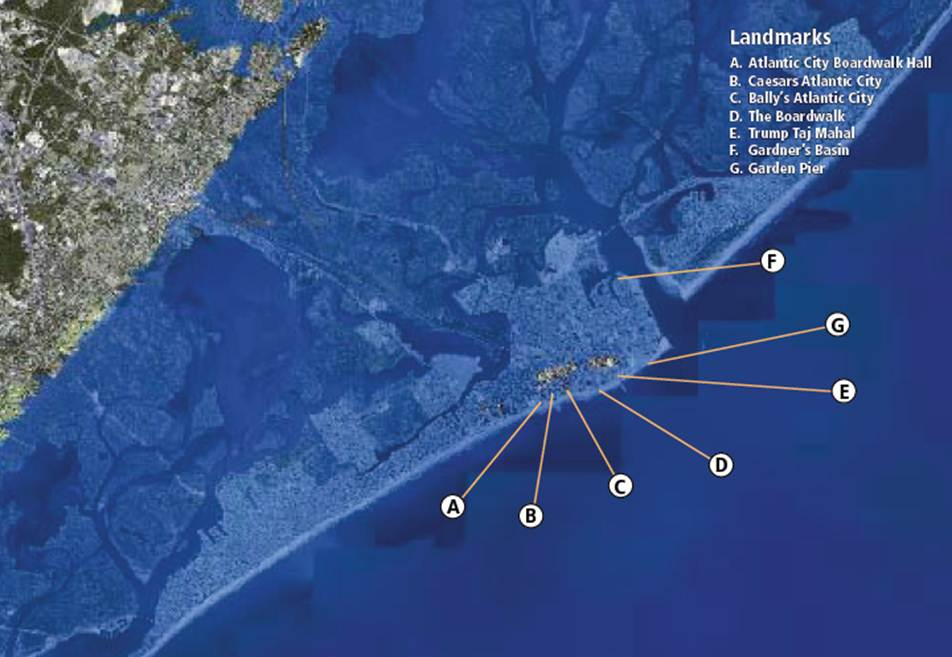 Landmarks
A. Atlantic City Boardwalk Hall
B. Caesars Atlantic City
C. Bally's Atlantic City
D. The Boardwalk
E. Trump Taj Mahal
F. Gardner's Basin
G. Garden Pier
F
G
E
D
C
A
B